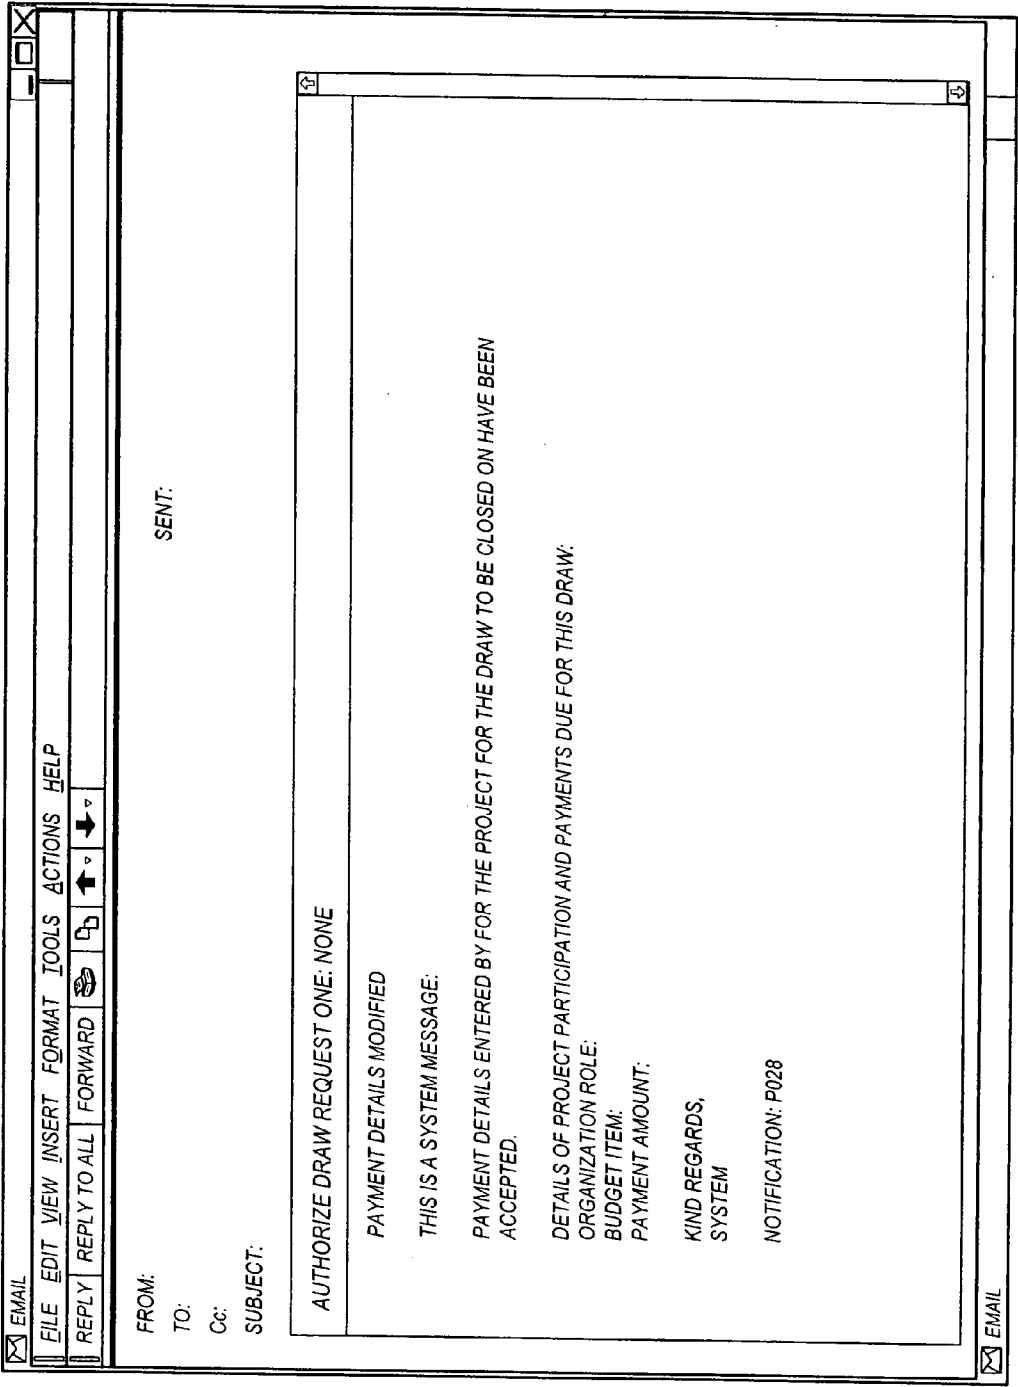 EMAIL
FILE EDIT VIEW INSERT FORMAT TOOLS ACTIONS HELP
REPLY REPLY TO ALL FORWARD
FROM:
SENT:
TO:
Cc:
SUBJECT:
AUTHORIZE DRAW REQUEST ONE: NONE
PAYMENT DETAILS MODIFIED
THIS IS A SYSTEM MESSAGE:
PAYMENT DETAILS ENTERED BY FOR THE PROJECT FOR THE DRAW TO BE CLOSED ON HAVE BEEN
ACCEPTED.
DETAILS OF PROJECT PARTICIPATION AND PAYMENTS DUE FOR THIS DRAW:
ORGANIZATION ROLE:
BUDGET ITEM:
PAYMENT AMOUNT:
KIND REGARDS,
SYSTEM
NOTIFICATION: P028
EMAIL